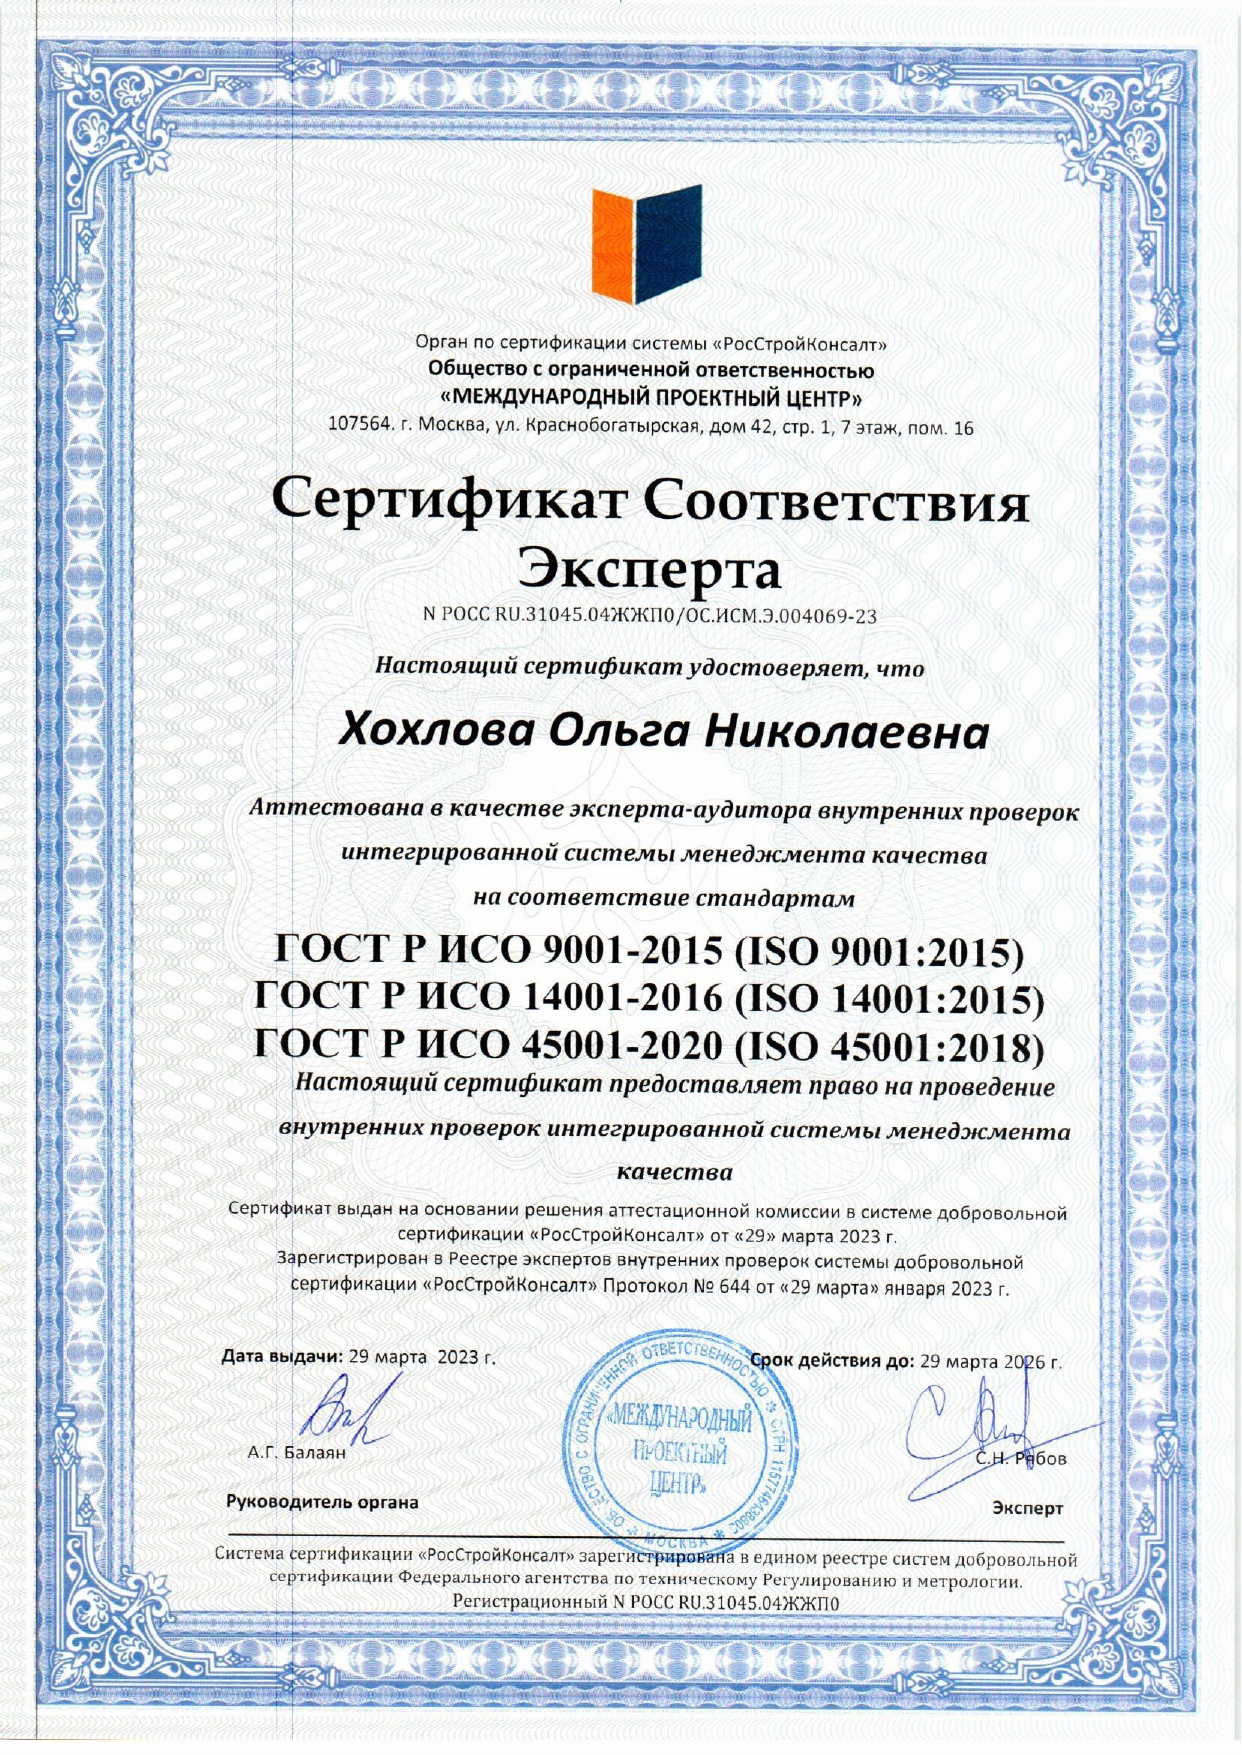 Орган по сертификации системы «РосСтройКонсалт»
Общество с ограниченной ответственностью
«МЕЖДУНАРОДНЫЙ ПРОЕКТНЫЙ ЦЕНТР»
107564. г. Москва, ул. Краснобогатырская, дом 42, стр. 1, 7 этаж, пом. 16
Сертификат Соответствия
Эксперта
N РОСС RU.31045.04ЖЖП0/ОС.ИСМ.Э.004069-23
Настоящий сертификат удостоверяет, что
Хохлова Ольга Николаевна
Аттестована в качестве эксперта-аудитора внутренних проверок
интегрированной системы менеджмента качества
на соответствие стандартам
ГОСТ Р ИСО 9001-2015 (ISO 9001:2015)
ГОСТ Р ИСО 14001-2016 (ISO 14001:2015)
ГОСТ Р ИСО 45001-2020 (ISO 45001:2018)
Настоящий сертификат предоставляет право на проведение
внутренних проверок интегрированной системы менеджмента
качества
Сертификат выдан на основании решения аттестационной комиссии в системе добровольной
сертификации «РосСтройКонсалт» от «29» марта 2023 г.
Зарегистрирован в Реестре экспертов внутренних проверок системы добровольной
сертификации «РосСтройКонсалт» Протокол № 644 от «29 марта» января 2023 г.
Дата выдачи: 29 марта 2023 г.
Срок действия до: 29 марта 2026 г.
С ОГРАНИЧЕННОЙ ОТВЕТСТВЕННОСТЬЮ
МОСКВА
«МЕЖДУНАРОДНЫЙ
ПРОЕКТНЫЙ
ЦЕНТР»
А.Г. Балаян
С.Н. Рябов
Руководитель органа
Эксперт
Система сертификации «РосСтройКонсалт» зарегистрирована в едином реестре систем добровольной
сертификации Федерального агентства по техническому Регулированию и метрологии.
Регистрационный N РОСС RU.31045.04ЖЖП0